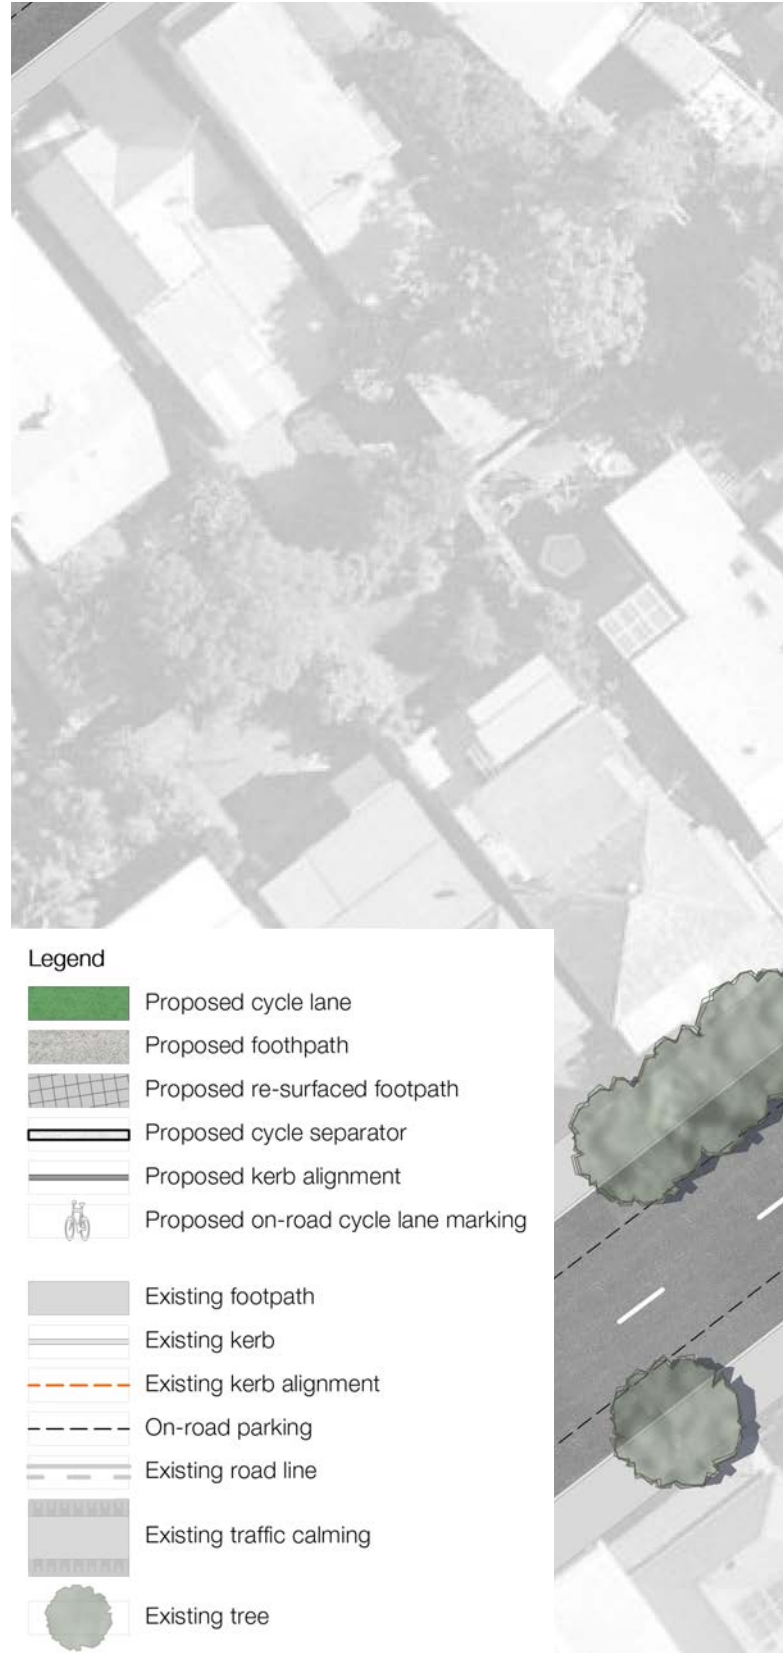 Legend
Proposed cycle lane
Proposed foothpath
Proposed re-surfaced footpath
Proposed cycle separator
Proposed kerb alignment
Proposed on-road cycle lane marking
Existing footpath
Existing kerb
Existing kerb alignment
On-road parking
Existing road line
Existing traffic calming
Existing tree